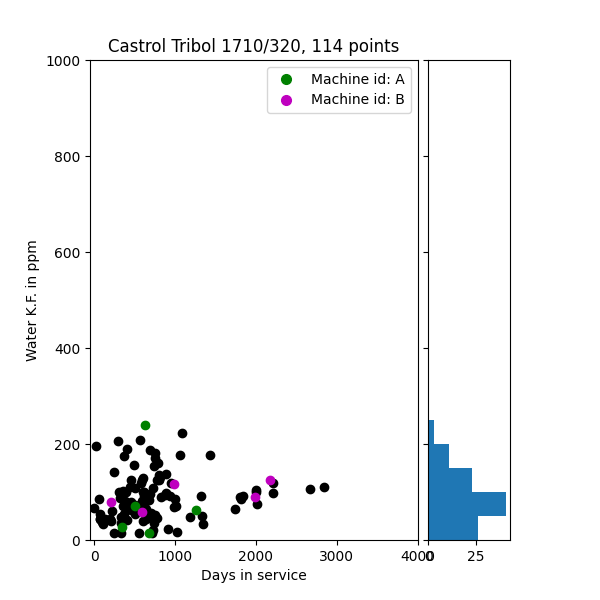 Castrol Tribol 1710/320, 114 points
Machine id: A
Machine id: B
1000
800
600
400
200
0
Water K.F. in ppm
0 1000 2000 3000 4000
0 25
Days in service